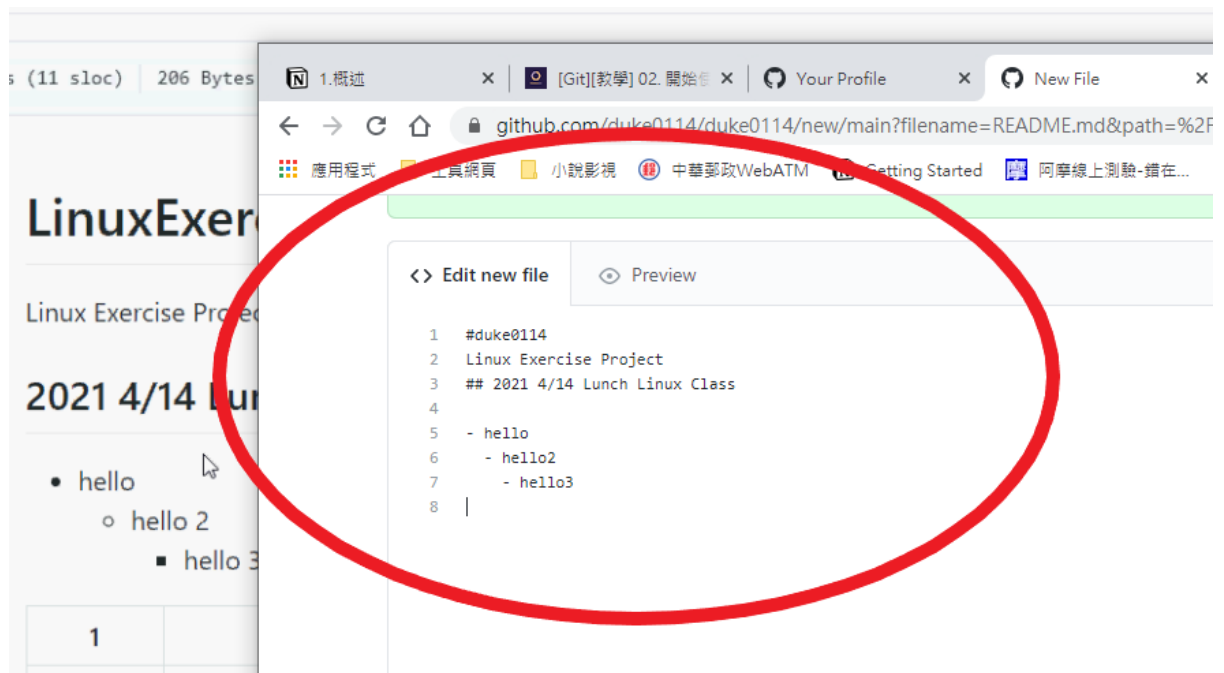 s (11 sloc) 206 Bytes
LinuxExer
Linux Exercise Projec
2021 4/14 Lun
hello
hello 2
hello 3
1
1.概述
[Git][教學] 02. 開始
Your Profile
New File
github.com/duke0114/duke0114/new/main?filename=README.md&path=%2F
應用程式 工具網頁 小說影視 中華郵政WebATM Getting Started 阿摩線上測驗-錯在...
Edit new file
Preview
1 #duke0114
2 Linux Exercise Project
3 ## 2021 4/14 Lunch Linux Class
4
5 - hello
6 - hello2
7 - hello3
8